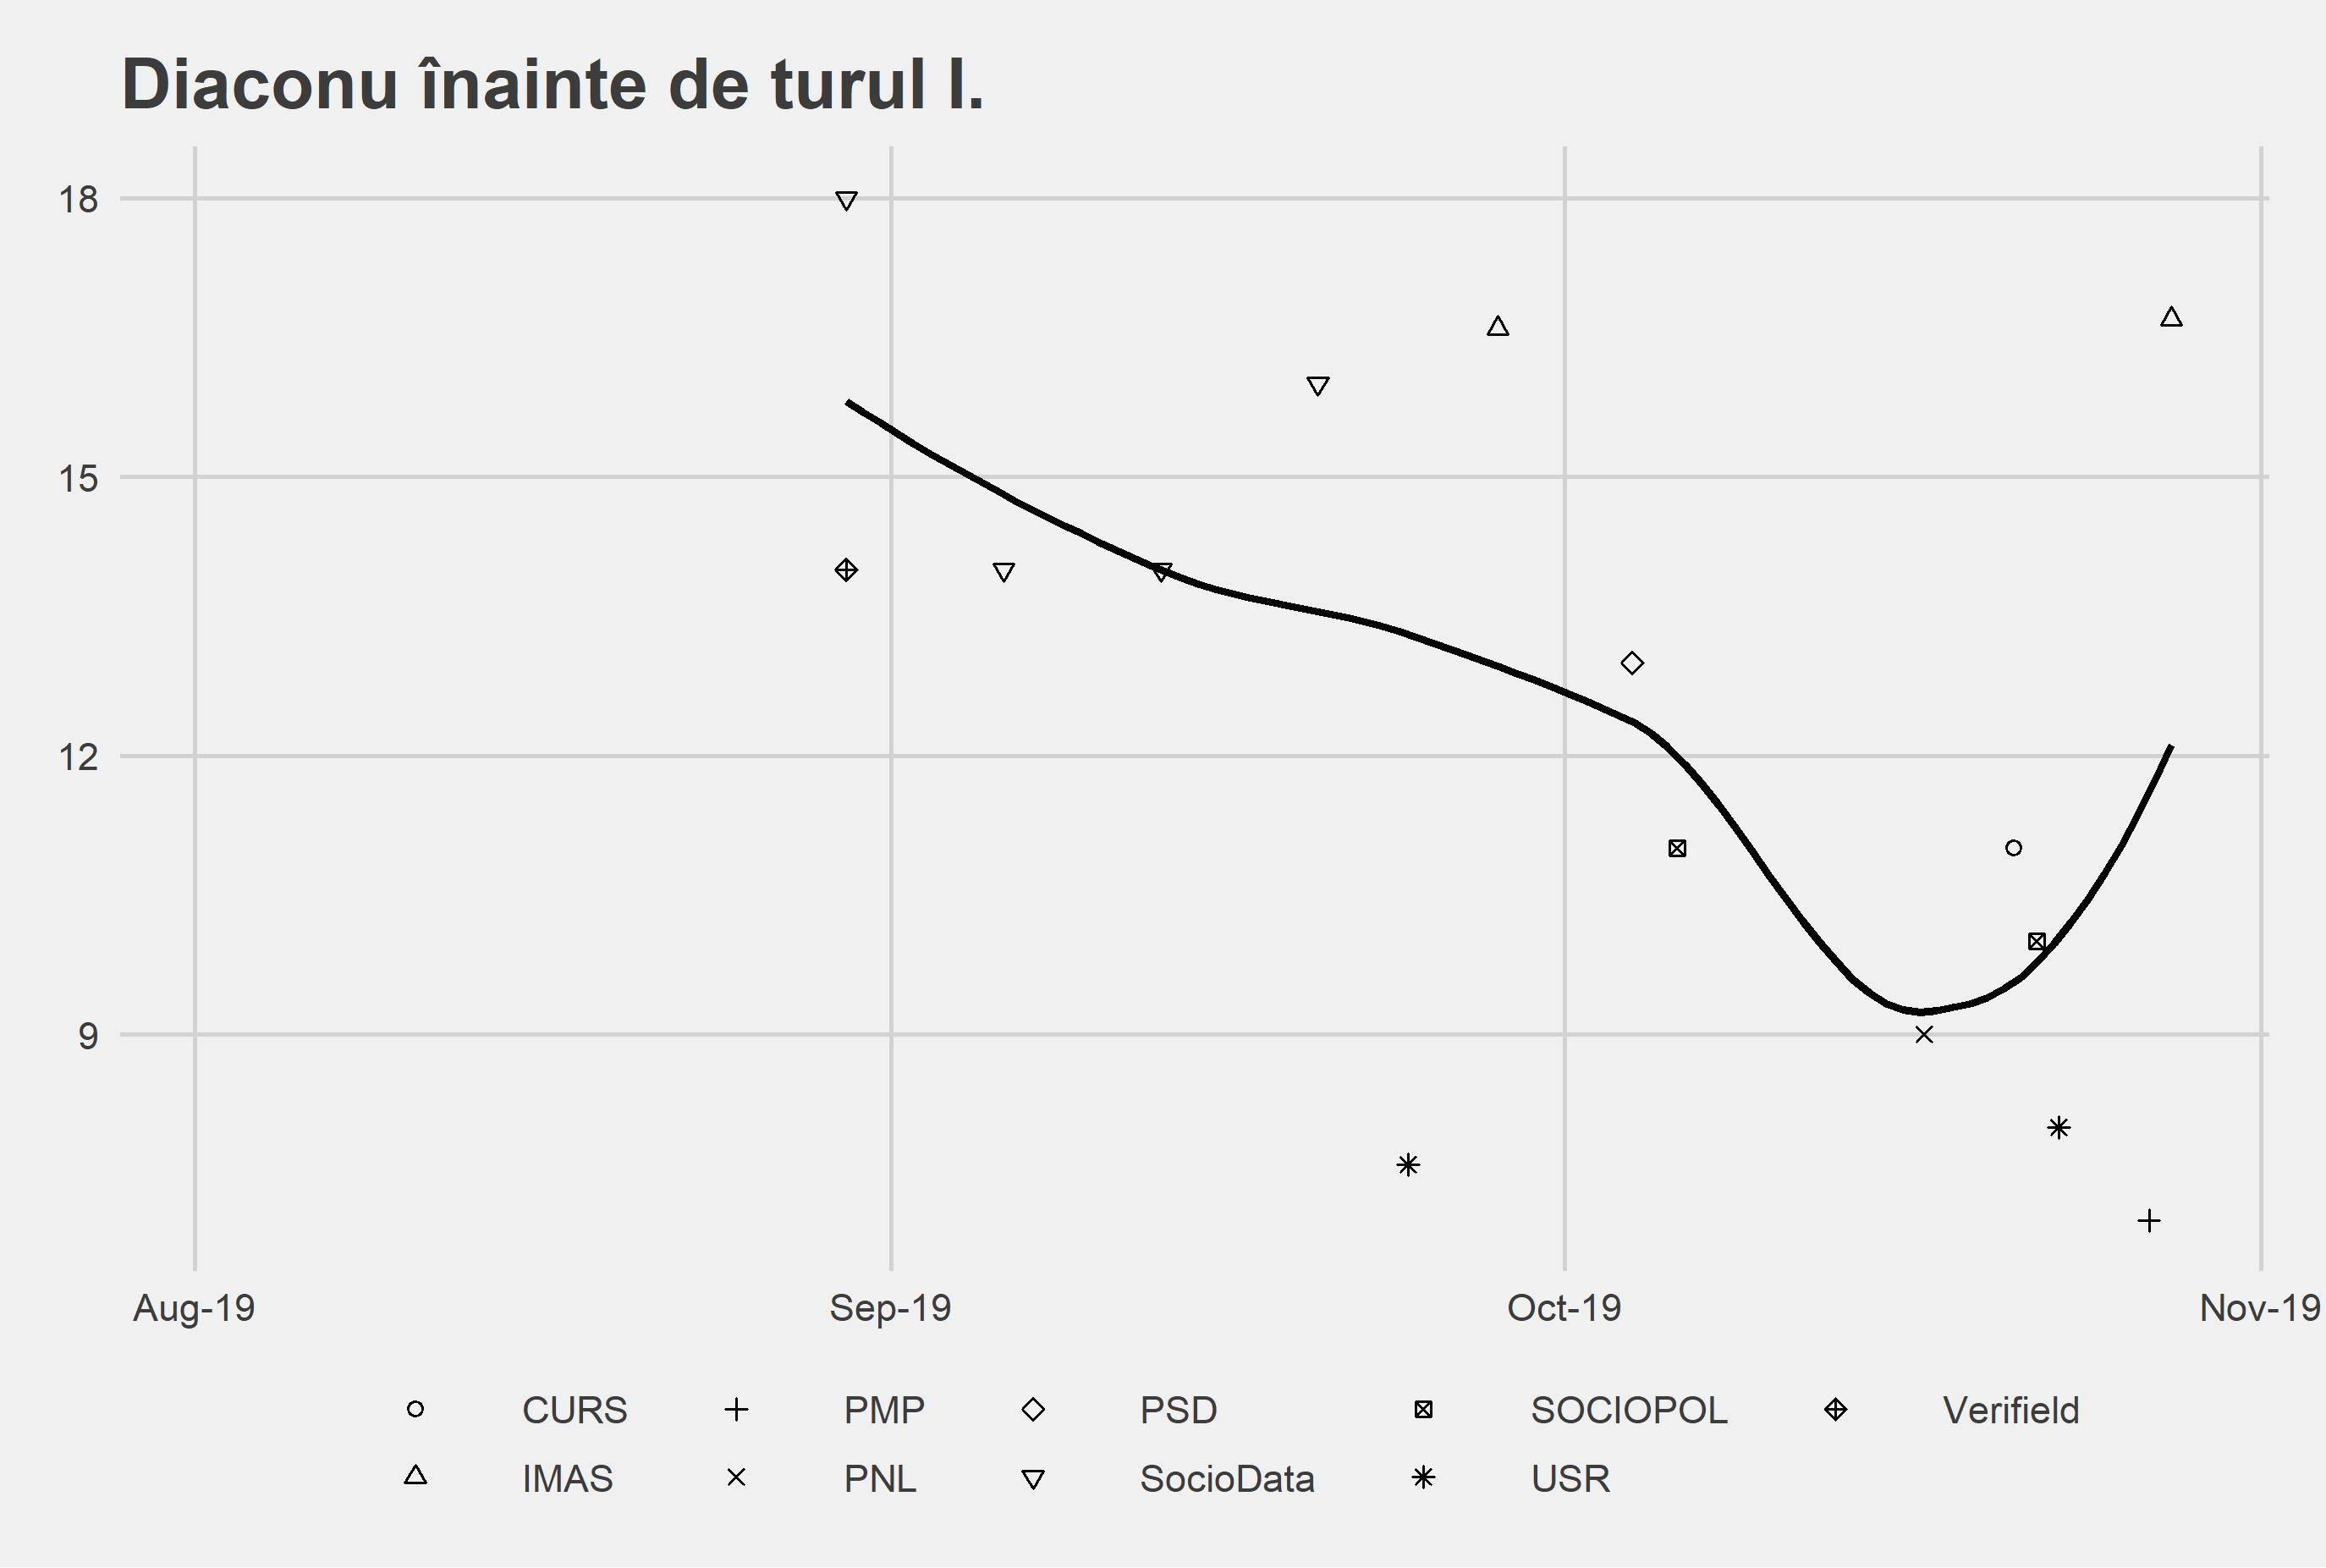 Diaconu înainte de turul I.
18
15
12
9
Aug-19 Sep-19 Oct-19 Nov-19
CURS PMP PSD SOCIOPOL Verifield
IMAS PNL SocioData USR